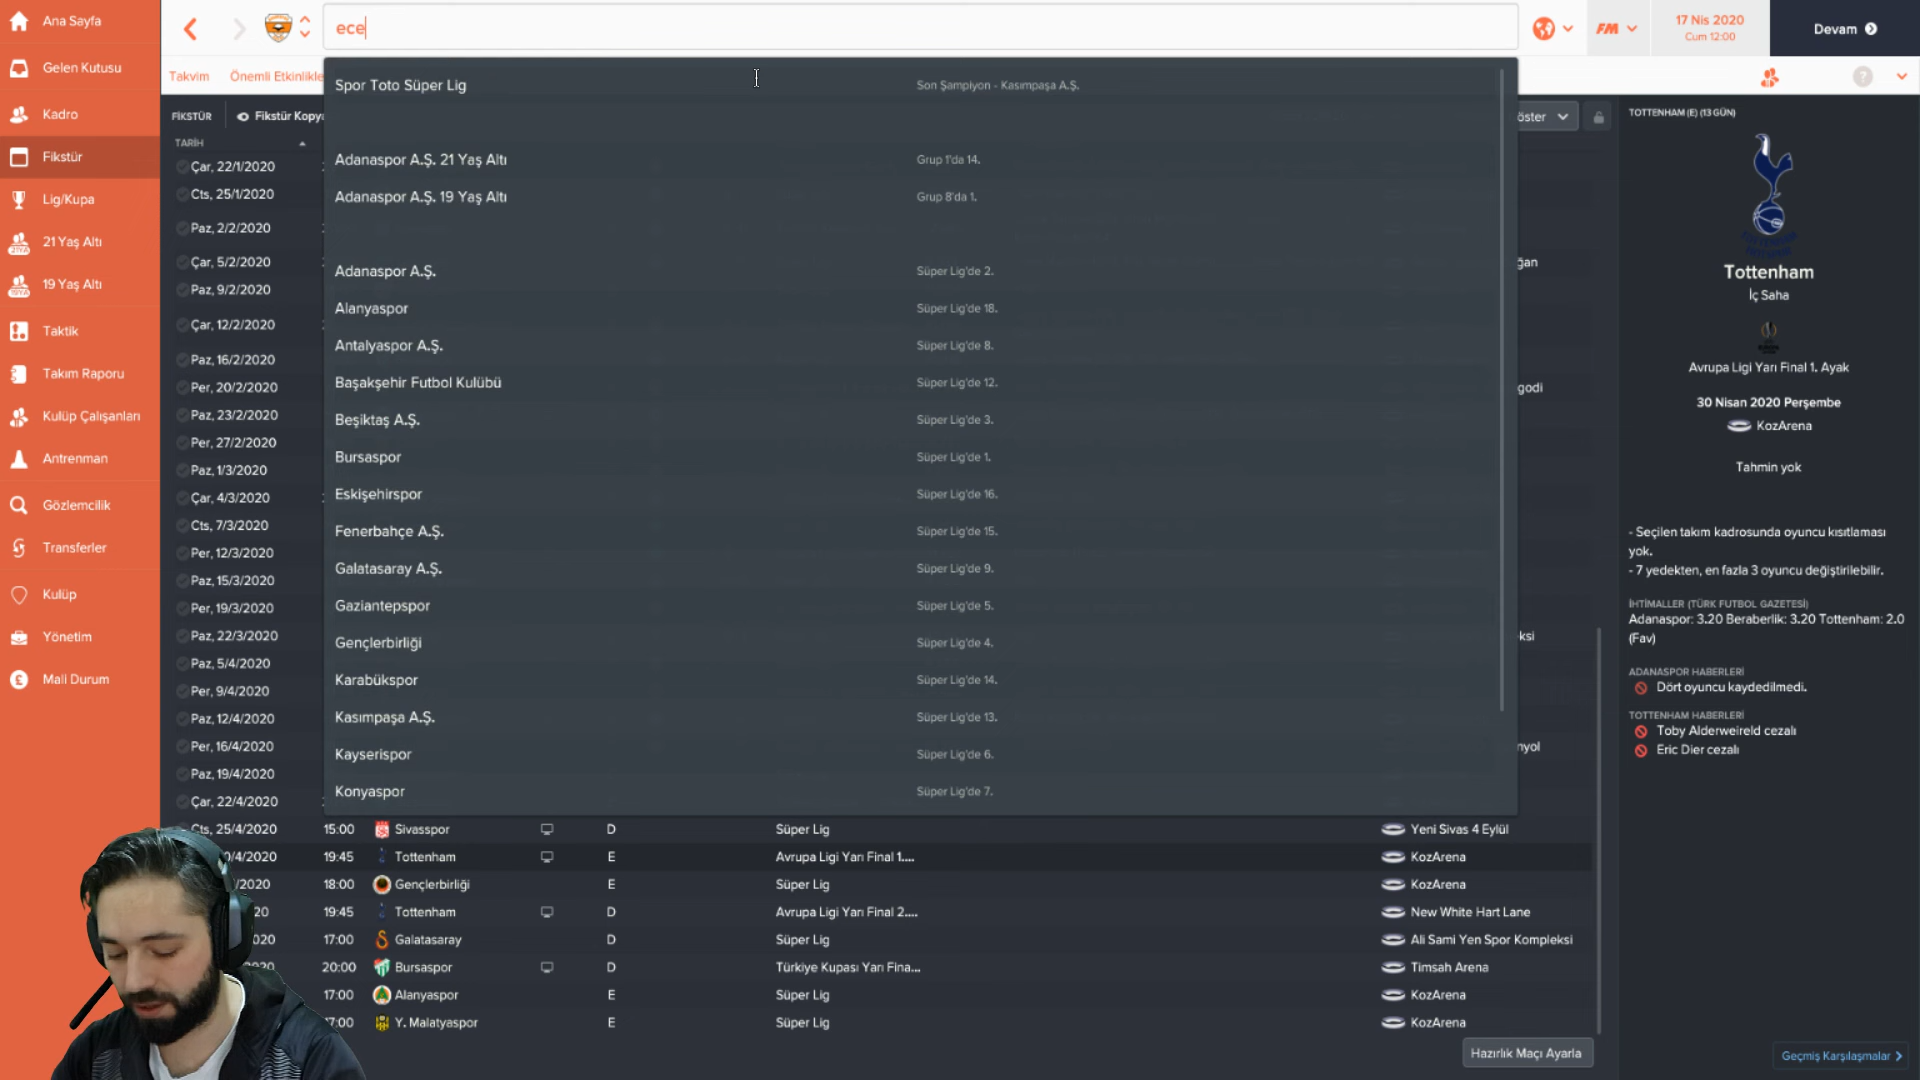 Ana Sayfa
Gelen Kutusu
Kadro
Fikstür
Lig/Kupa
21 Yaş Altı
19 Yaş Altı
Taktik
Takım Raporu
Kulüp Çalışanları
Antrenman
Gözlemcilik
Transferler
Kulüp
Yönetim
Mali Durum
ece
FM
17 Nis 2020
Cum 12:00
Devam
Takvim
Önemli Etkinlikle
FİKSTÜR
Fikstür Kopya
öster
TARİH
Çar, 22/1/2020
Cts, 25/1/2020
Paz, 2/2/2020
Çar, 5/2/2020
Paz, 9/2/2020
Çar, 12/2/2020
Paz, 16/2/2020
Per, 20/2/2020
Paz, 23/2/2020
Per, 27/2/2020
Paz, 1/3/2020
Çar, 4/3/2020
Cts, 7/3/2020
Per, 12/3/2020
Paz, 15/3/2020
Per, 19/3/2020
Paz, 22/3/2020
Paz, 5/4/2020
Per, 9/4/2020
Paz, 12/4/2020
Per, 16/4/2020
Paz, 19/4/2020
Çar, 22/4/2020
Spor Toto Süper Lig Son Şampiyon - Kasımpaşa A.Ş.
Adanaspor A.Ş. 21 Yaş Altı Grup 1'da 14.
Adanaspor A.Ş. 19 Yaş Altı Grup 8'da 1.
Adanaspor A.Ş. Süper Lig'de 2.
Alanyaspor Süper Lig'de 18.
Antalyaspor A.Ş. Süper Lig'de 8.
Başakşehir Futbol Kulübü Süper Lig'de 12.
Beşiktaş A.Ş. Süper Lig'de 3.
Bursaspor Süper Lig'de 1.
Eskişehirspor Süper Lig'de 16.
Fenerbahçe A.Ş. Süper Lig'de 15.
Galatasaray A.Ş. Süper Lig'de 9.
Gaziantepspor Süper Lig'de 5.
Gençlerbirliği Süper Lig'de 4.
Karabükspor Süper Lig'de 14.
Kasımpaşa A.Ş. Süper Lig'de 13.
Kayserispor Süper Lig'de 6.
Konyaspor Süper Lig'de 7.
ğan
godi
ksi
nyol
Cts, 25/4/2020 15:00 Sivasspor D Süper Lig Yeni Sivas 4 Eylül
0/4/2020 19:45 Tottenham E Avrupa Ligi Yarı Final 1.... KozArena
/2020 18:00 Gençlerbirliği E Süper Lig KozArena
20 19:45 Tottenham D Avrupa Ligi Yarı Final 2.... New White Hart Lane
020 17:00 Galatasaray D Süper Lig Ali Sami Yen Spor Kompleksi
2020 20:00 Bursaspor D Türkiye Kupası Yarı Fina... Timsah Arena
17:00 Alanyaspor E Süper Lig KozArena
17:00 Y. Malatyaspor E Süper Lig KozArena
Hazırlık Maçı Ayarla
TOTTENHAM (E) (13 GÜN)
Tottenham
İç Saha
Avrupa Ligi Yarı Final 1. Ayak
30 Nisan 2020 Perşembe
KozArena
Tahmin yok
- Seçilen takım kadrosunda oyuncu kısıtlaması
yok.
- 7 yedekten, en fazla 3 oyuncu değiştirilebilir.
İHTİMALLER (TÜRK FUTBOL GAZETESİ)
Adanaspor: 3.20 Beraberlik: 3.20 Tottenham: 2.0
(Fav)
ADANASPOR HABERLERİ
Dört oyuncu kaydedilmedi.
TOTTENHAM HABERLERİ
Toby Alderweireld cezalı
Eric Dier cezalı
Geçmiş Karşılaşmalar